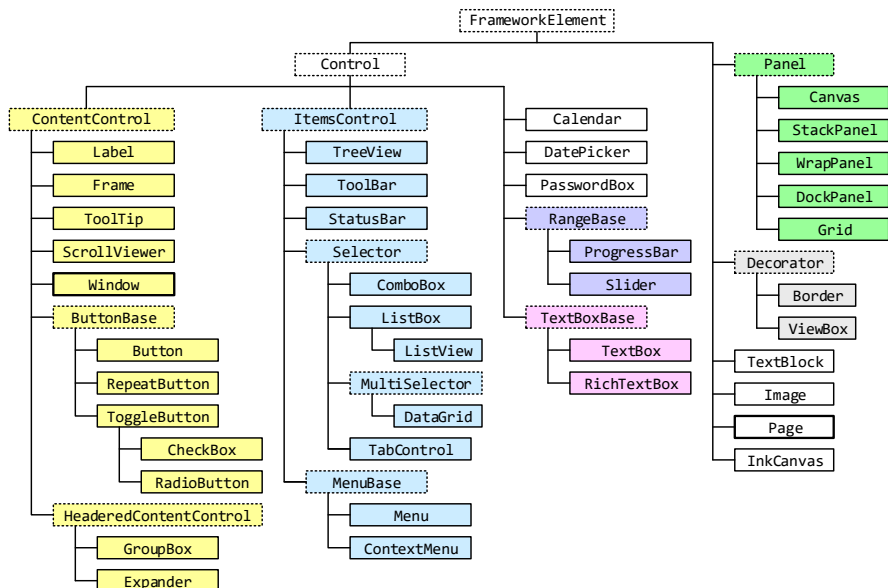 FrameworkElement
Control
ContentControl
Label
Frame
ToolTip
ScrollViewer
Window
ButtonBase
Button
RepeatButton
ToggleButton
CheckBox
RadioButton
HeaderedContentControl
GroupBox
Expander
ItemsControl
TreeView
ToolBar
StatusBar
Selector
ComboBox
ListBox
ListView
MultiSelector
DataGrid
TabControl
MenuBase
Menu
ContextMenu
Calendar
DatePicker
PasswordBox
RangeBase
ProgressBar
Slider
TextBoxBase
TextBox
RichTextBox
Panel
Canvas
StackPanel
WrapPanel
DockPanel
Grid
Decorator
Border
ViewBox
TextBlock
Image
Page
InkCanvas